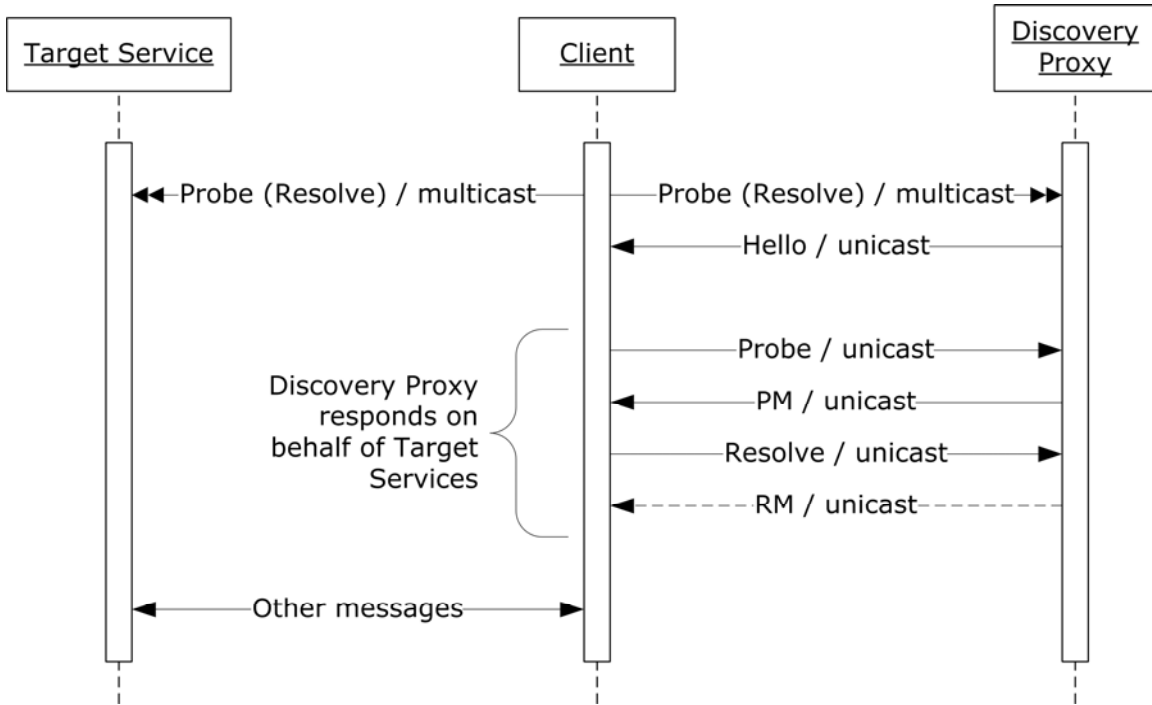 Target Service
Client
Discovery
Proxy
Probe (Resolve) / multicast
Probe (Resolve) / multicast
Hello / unicast
Probe / unicast
Discovery Proxy
responds on
behalf of Target
Services
PM / unicast
Resolve / unicast
RM / unicast
Other messages